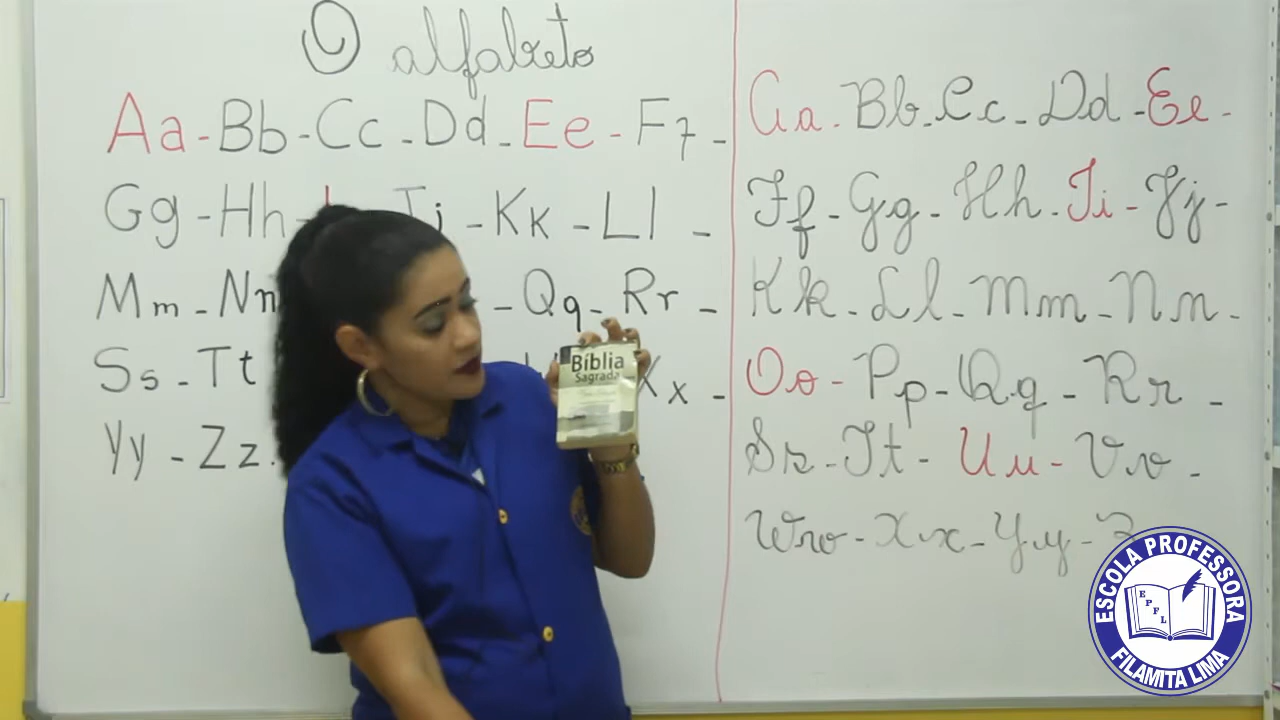 O alfabeto
Aa - Bb - Cc - Dd - Ee - Ff -
Gg - Hh - Jj - Kk - Ll -
Mm - Nn - Qq - Rr -
Ss - Tt Xx -
Yy - Zz.
Aa - Bb - Cc - Dd - Ee -
Ff - Gg - Hh - Ii - Jj -
Kk - Ll - Mm - Nn -
Oo - Pp - Qq - Rr -
Ss - Tt - Uu - Vv -
Ww - Xx - Yy -
Bíblia
Sagrada
ESCOLA PROFESSORA
EPFL
FILAMITA LIMA